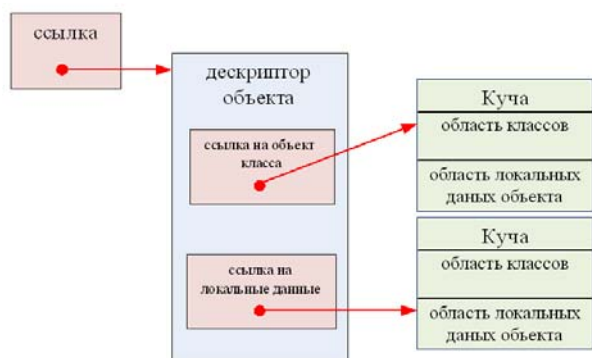 ссылка
дескриптор
объекта
ссылка на объект
класса
ссылка на
локальные данные
Куча
область классов
область локальных
даных объекта
Куча
область классов
область локальных
даных объекта